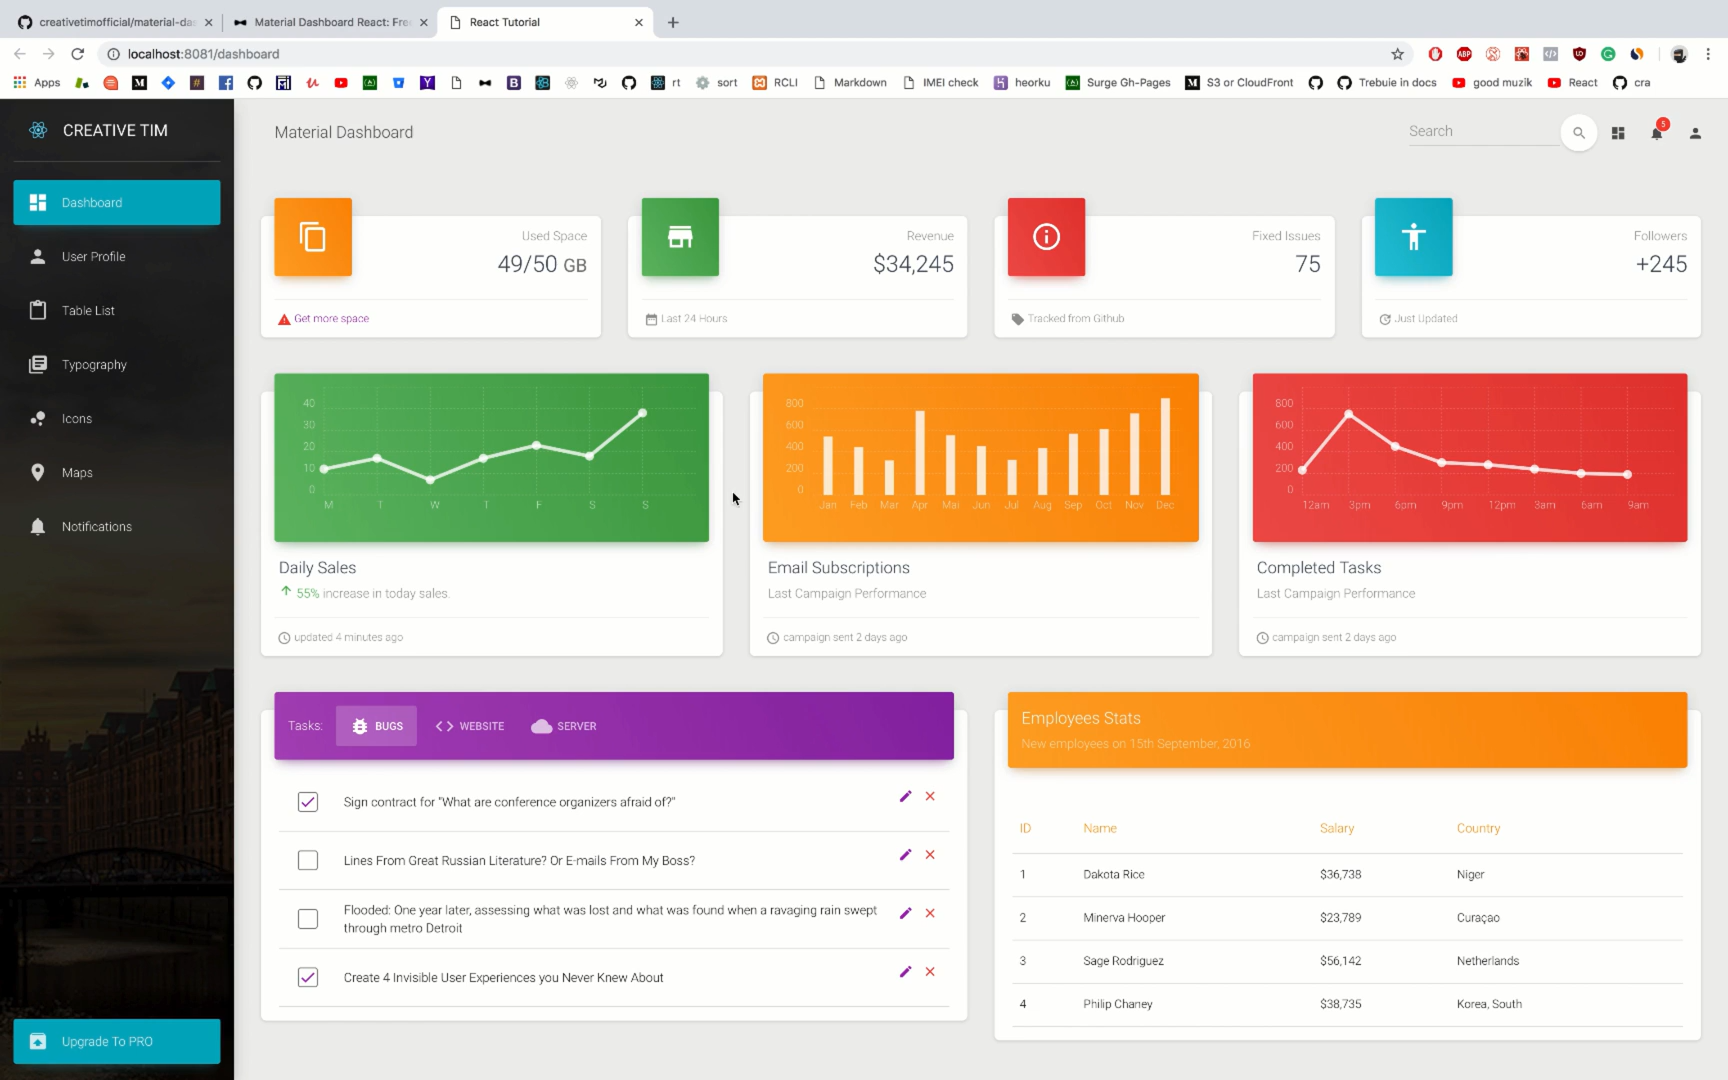 creativetimofficial/material-das
Material Dashboard React: Free
React Tutorial
localhost:8081/dashboard
ABP
Apps
rt
sort
RCLI
Markdown
IMEI check
heorku
Surge Gh-Pages
S3 or CloudFront
Trebuie in docs
good muzik
React
cra
CREATIVE TIM
Material Dashboard
Search
5
Dashboard
User Profile
Table List
Typography
Icons
Maps
Notifications
Upgrade To PRO
Used Space
49/50 GB
Get more space
Revenue
$34,245
Last 24 Hours
Fixed Issues
75
Tracked from Github
Followers
+245
Just Updated
40
30
20
10
0
M T W T F S S
Daily Sales
55% increase in today sales.
updated 4 minutes ago
800
600
400
200
0
Jan Feb Mar Apr Mai Jun Jul Aug Sep Oct Nov Dec
Email Subscriptions
Last Campaign Performance
campaign sent 2 days ago
800
600
400
200
0
12am 3pm 6pm 9pm 12pm 3am 6am 9am
Completed Tasks
Last Campaign Performance
campaign sent 2 days ago
Tasks: BUGS WEBSITE SERVER
Sign contract for "What are conference organizers afraid of?"
Lines From Great Russian Literature? Or E-mails From My Boss?
Flooded: One year later, assessing what was lost and what was found when a ravaging rain swept
through metro Detroit
Create 4 Invisible User Experiences you Never Knew About
Employees Stats
New employees on 15th September, 2016
ID Name Salary Country
1 Dakota Rice $36,738 Niger
2 Minerva Hooper $23,789 Curaçao
3 Sage Rodriguez $56,142 Netherlands
4 Philip Chaney $38,735 Korea, South